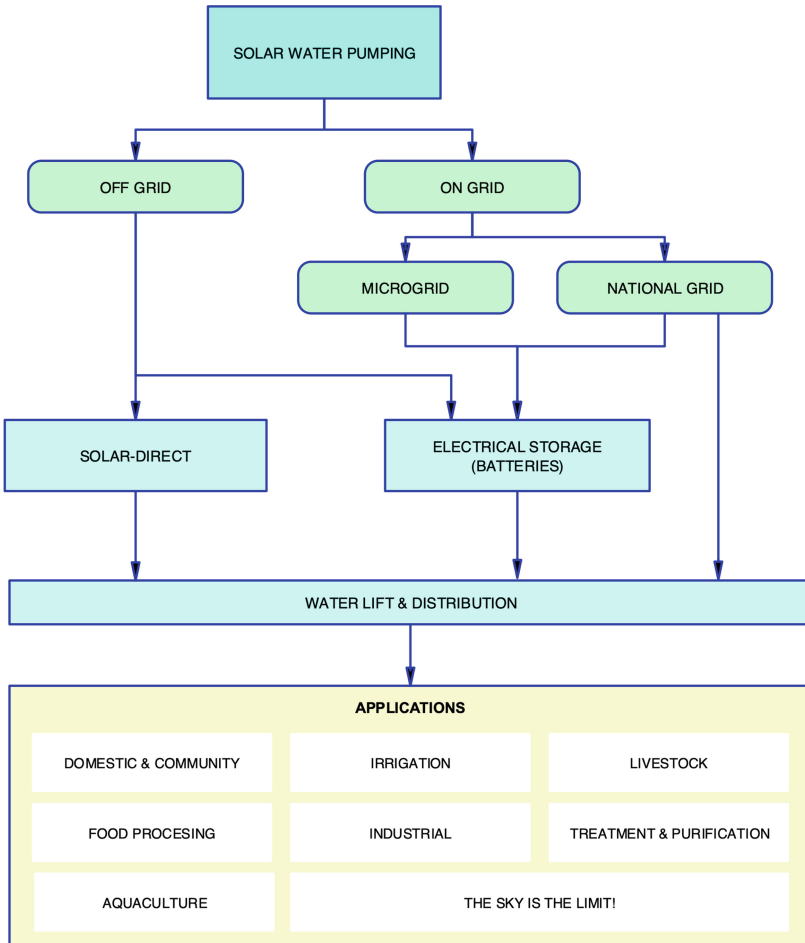 SOLAR WATER PUMPING
OFF GRID
ON GRID
MICROGRID
NATIONAL GRID
SOLAR-DIRECT
ELECTRICAL STORAGE
(BATTERIES)
WATER LIFT & DISTRIBUTION
APPLICATIONS
DOMESTIC & COMMUNITY
IRRIGATION
LIVESTOCK
FOOD PROCESING
INDUSTRIAL
TREATMENT & PURIFICATION
AQUACULTURE
THE SKY IS THE LIMIT!